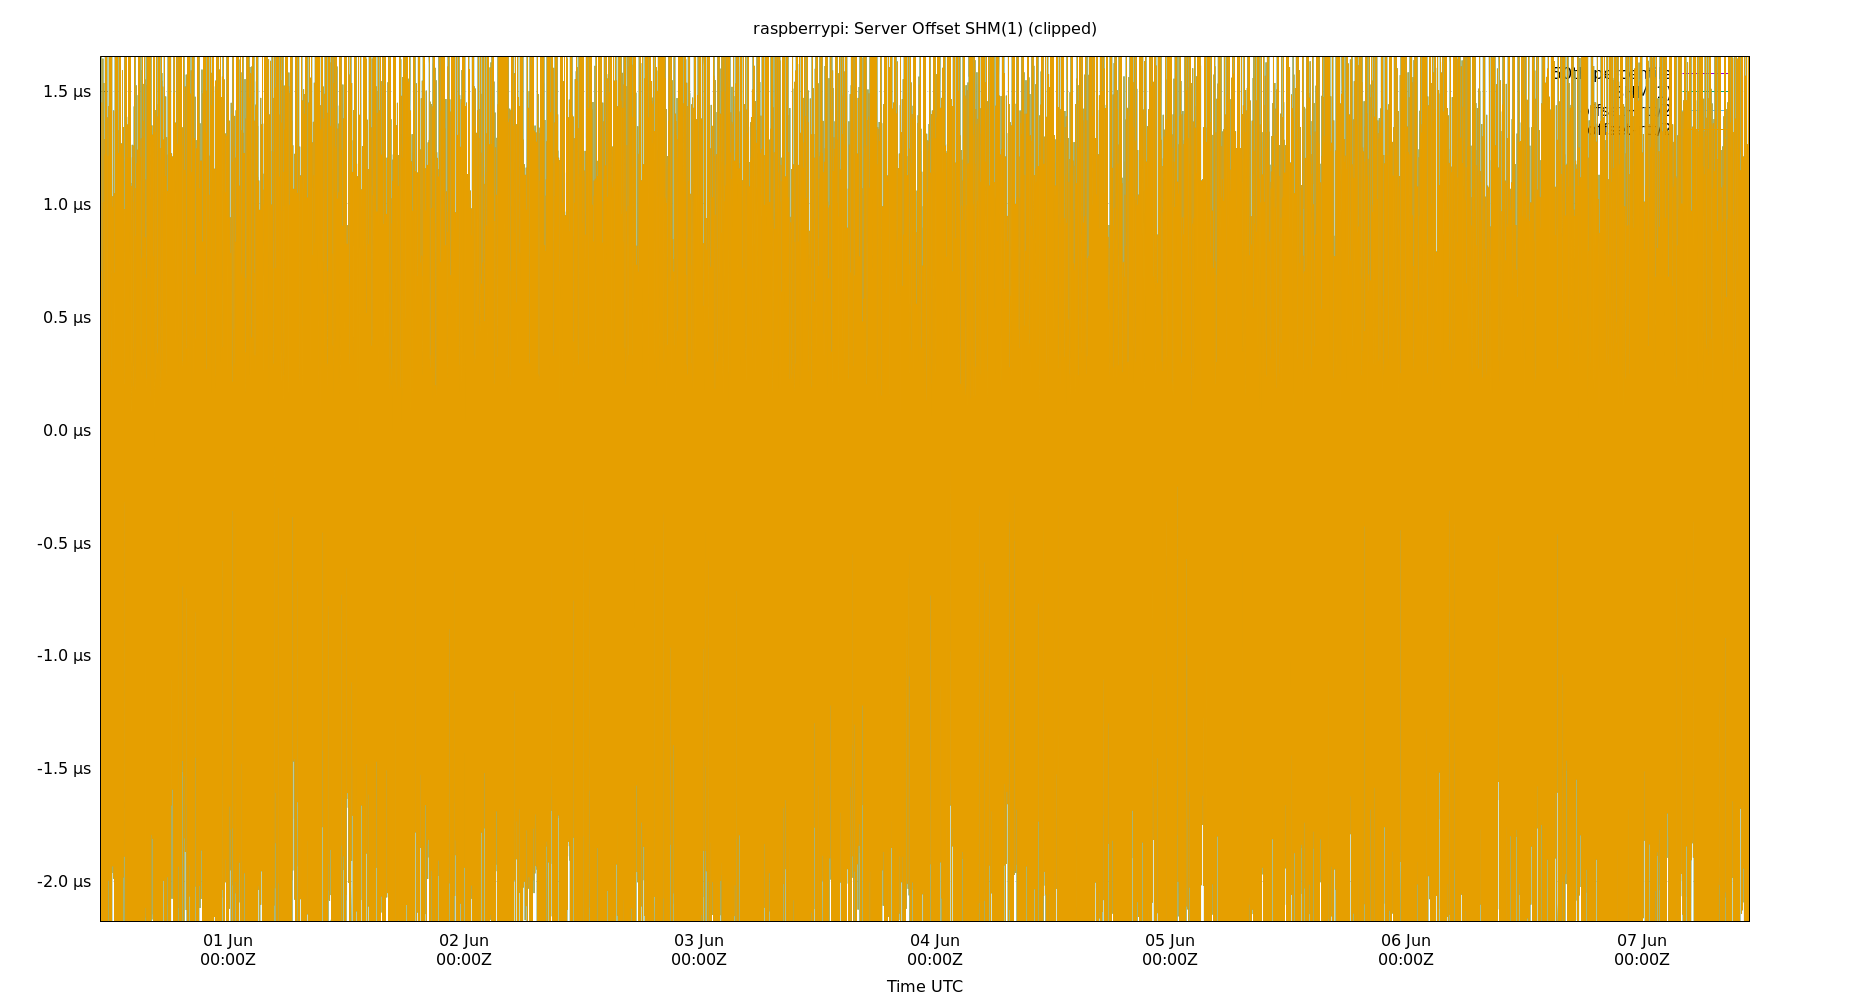 raspberrypi: Server Offset SHM(1) (clipped)
1.5 µs
1.0 µs
0.5 µs
0.0 µs
-0.5 µs
-1.0 µs
-1.5 µs
-2.0 µs
01 Jun 02 Jun 03 Jun 04 Jun 05 Jun 06 Jun 07 Jun
00:00Z 00:00Z 00:00Z 00:00Z 00:00Z 00:00Z 00:00Z
Time UTC